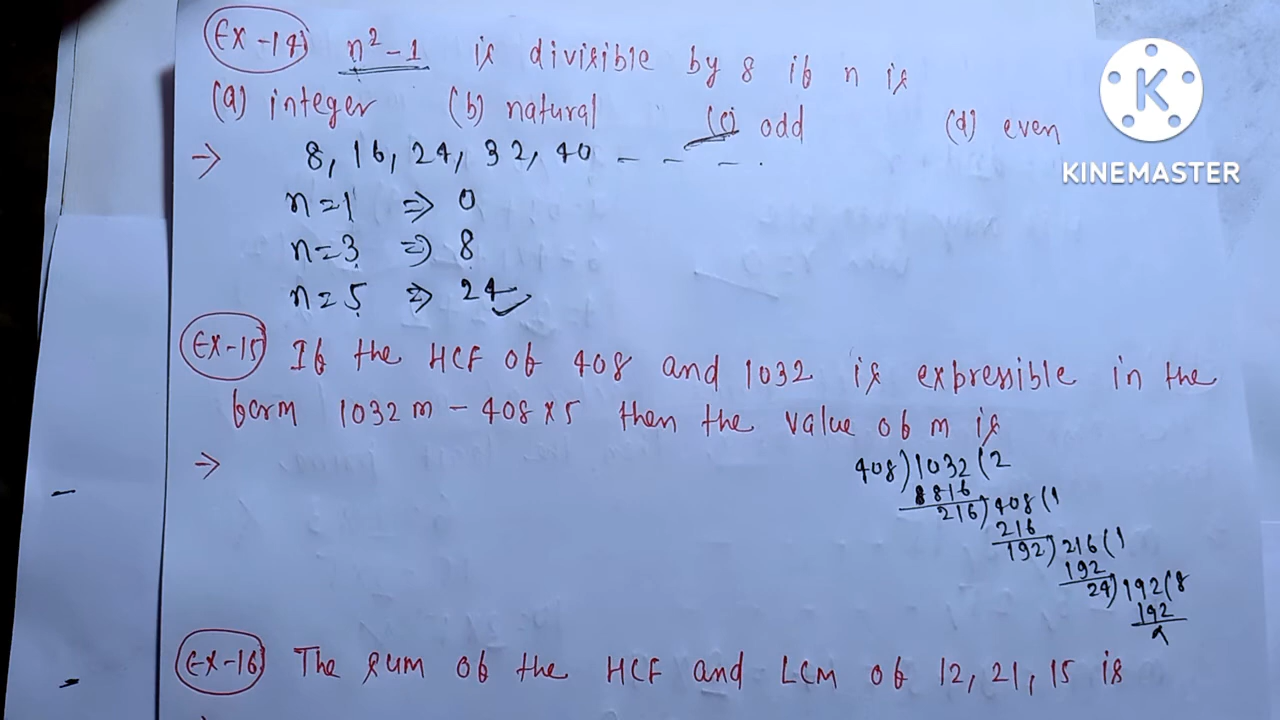 Ex-14) n²-1 is divisible by 8 if n is
(a) integer (b) natural (c) odd (d) even
→ 8, 16, 24, 32, 40 - - - .
n=1 ⇒ 0
n=3 ⇒ 8
n=5 ⇒ 24
Ex-15) If the HCF of 408 and 1032 is expressible in the
form 1032 m - 408 × 5 then the value of m is
→
408)1032(2
816
216)408(1
216
192)216(1
192
24)192(8
192
Ex-16) The sum of the HCF and LCM of 12, 21, 15 is
K
KINEMASTER